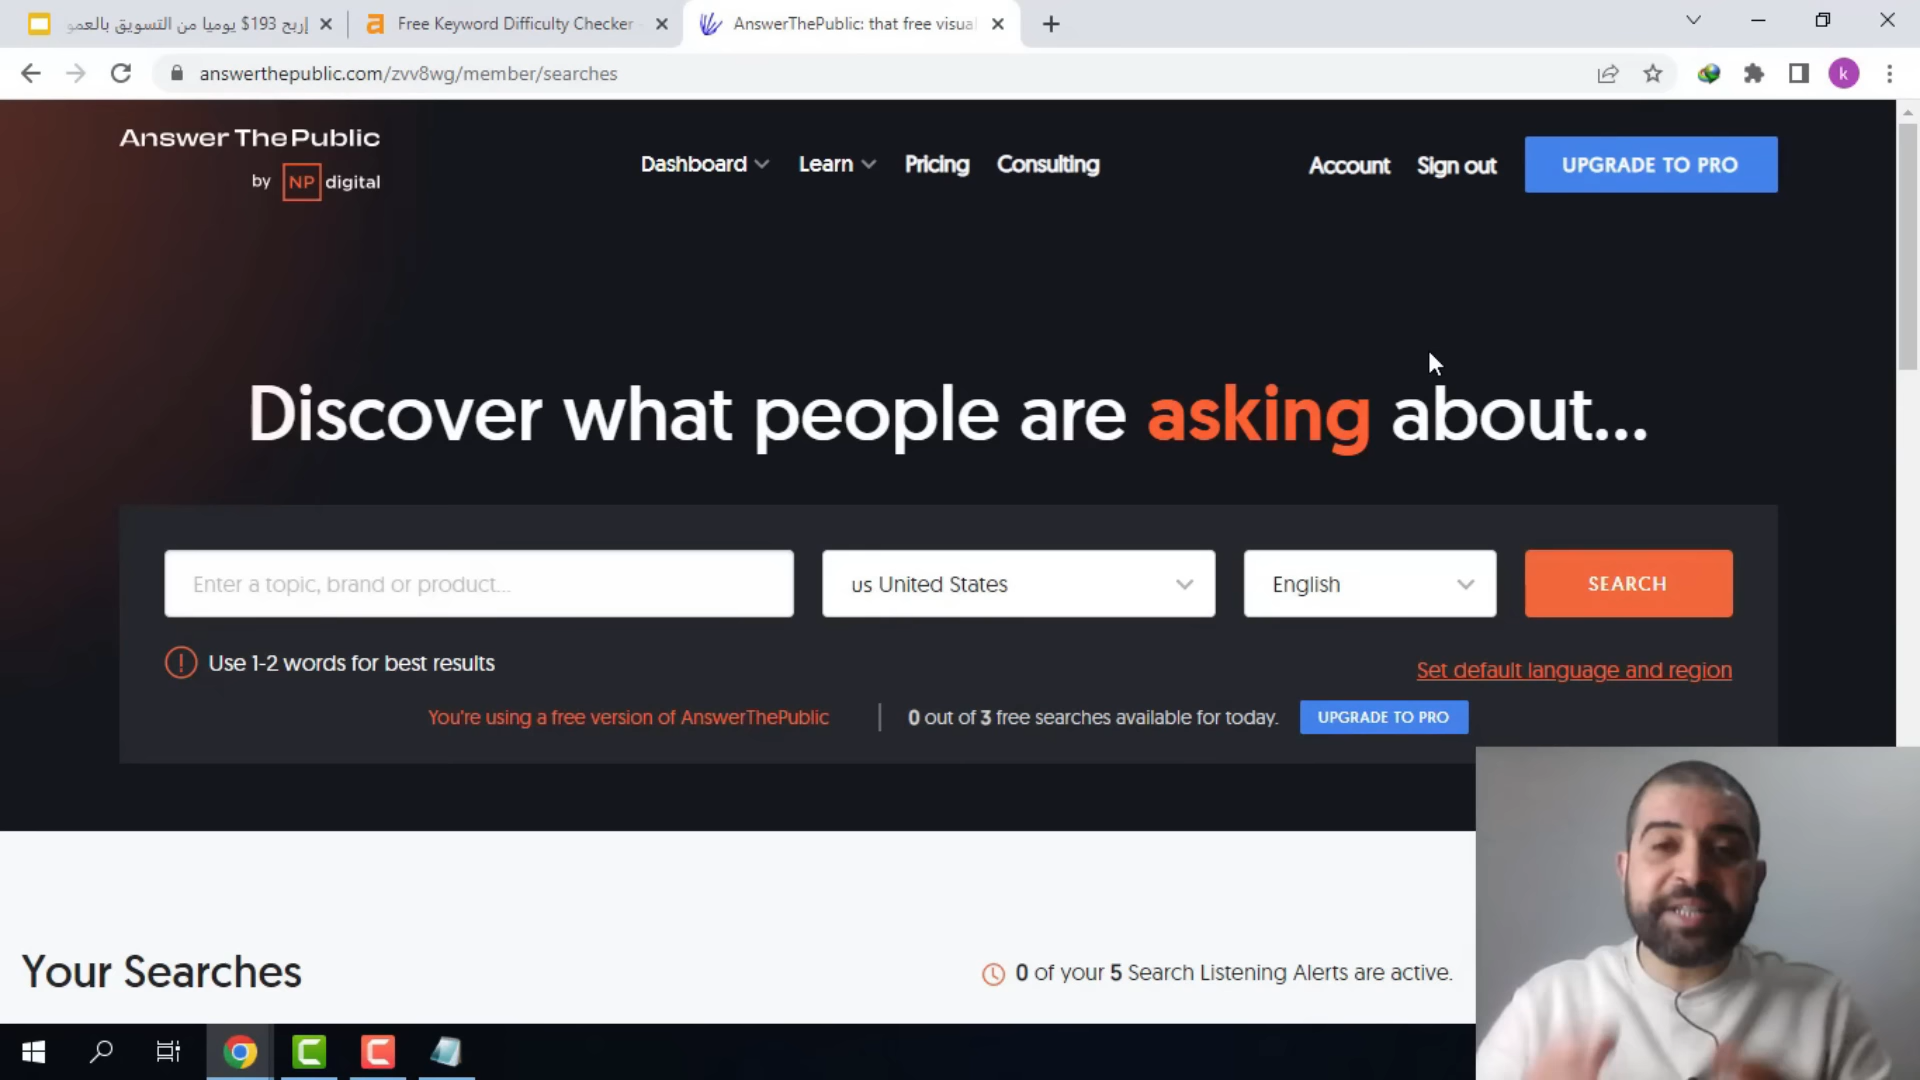 إربح 193$ يوميا من التسويق بالعمو
Free Keyword Difficulty Checker
AnswerThePublic: that free visua
answerthepublic.com/zvv8wg/member/searches
k
AnswerThePublic
by NP digital
Dashboard
Learn
Pricing
Consulting
Account
Sign out
UPGRADE TO PRO
Discover what people are asking about...
Enter a topic, brand or product...
us United States
English
SEARCH
Use 1-2 words for best results
Set default language and region
You're using a free version of AnswerThePublic
0 out of 3 free searches available for today.
UPGRADE TO PRO
Your Searches
0 of your 5 Search Listening Alerts are active.